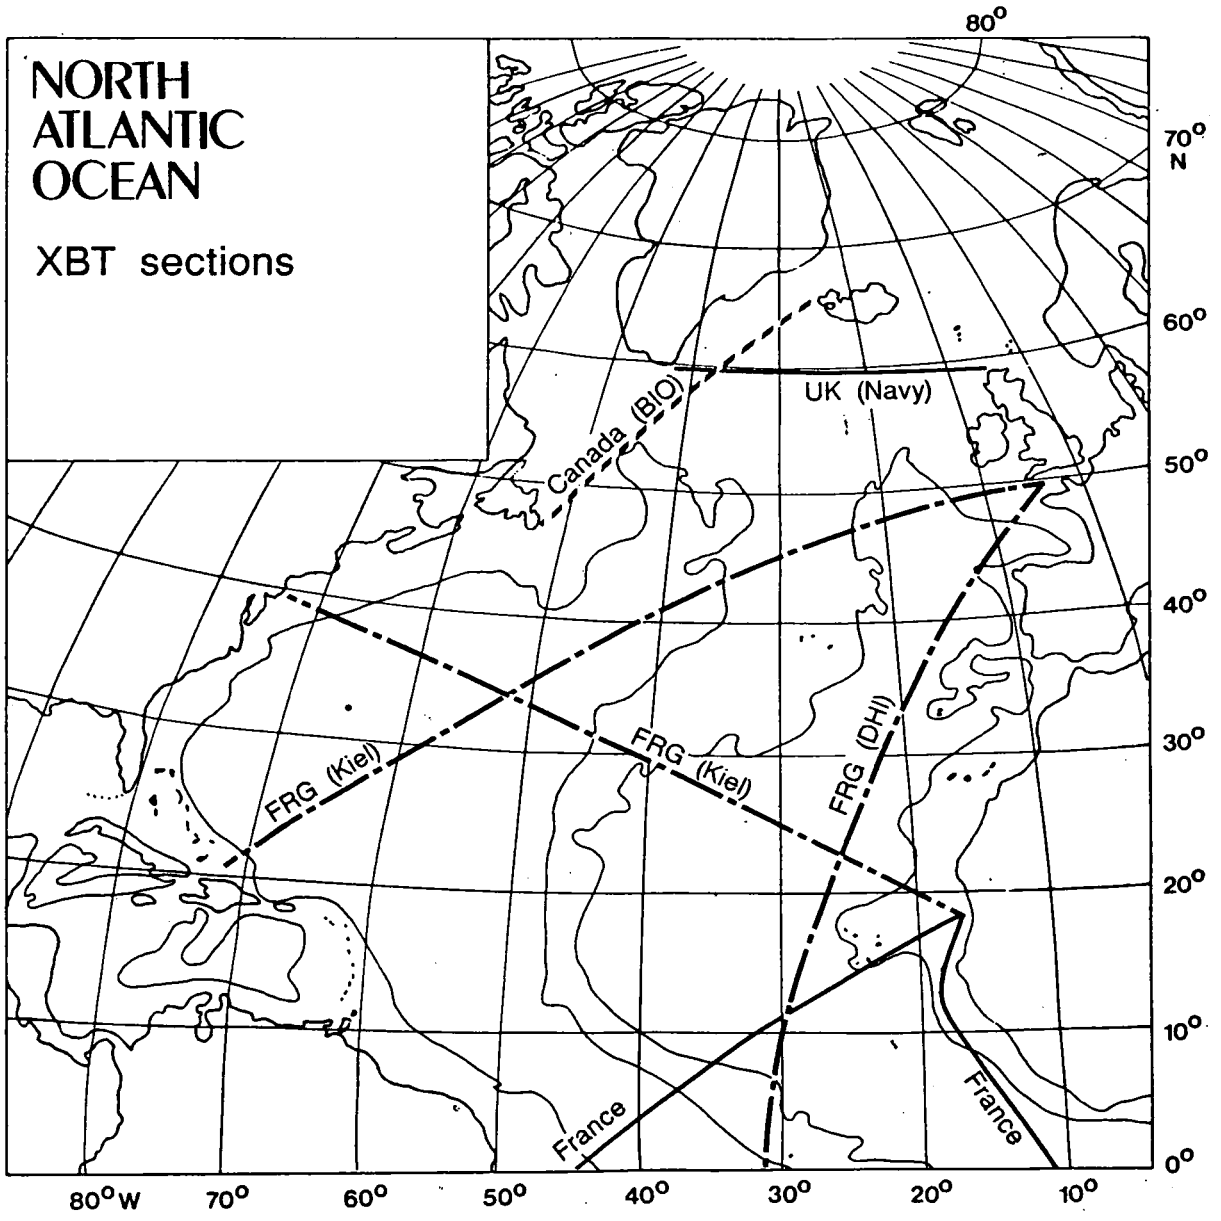 80°
NORTH
ATLANTIC
OCEAN
XBT sections
70°
N
60°
UK (Navy)
Canada (BIO)
50°
40°
30°
FRG (Kiel)
FRG (Kiel)
FRG (DHI)
20°
10°
France
France
0°
80°W 70° 60° 50° 40° 30° 20° 10°